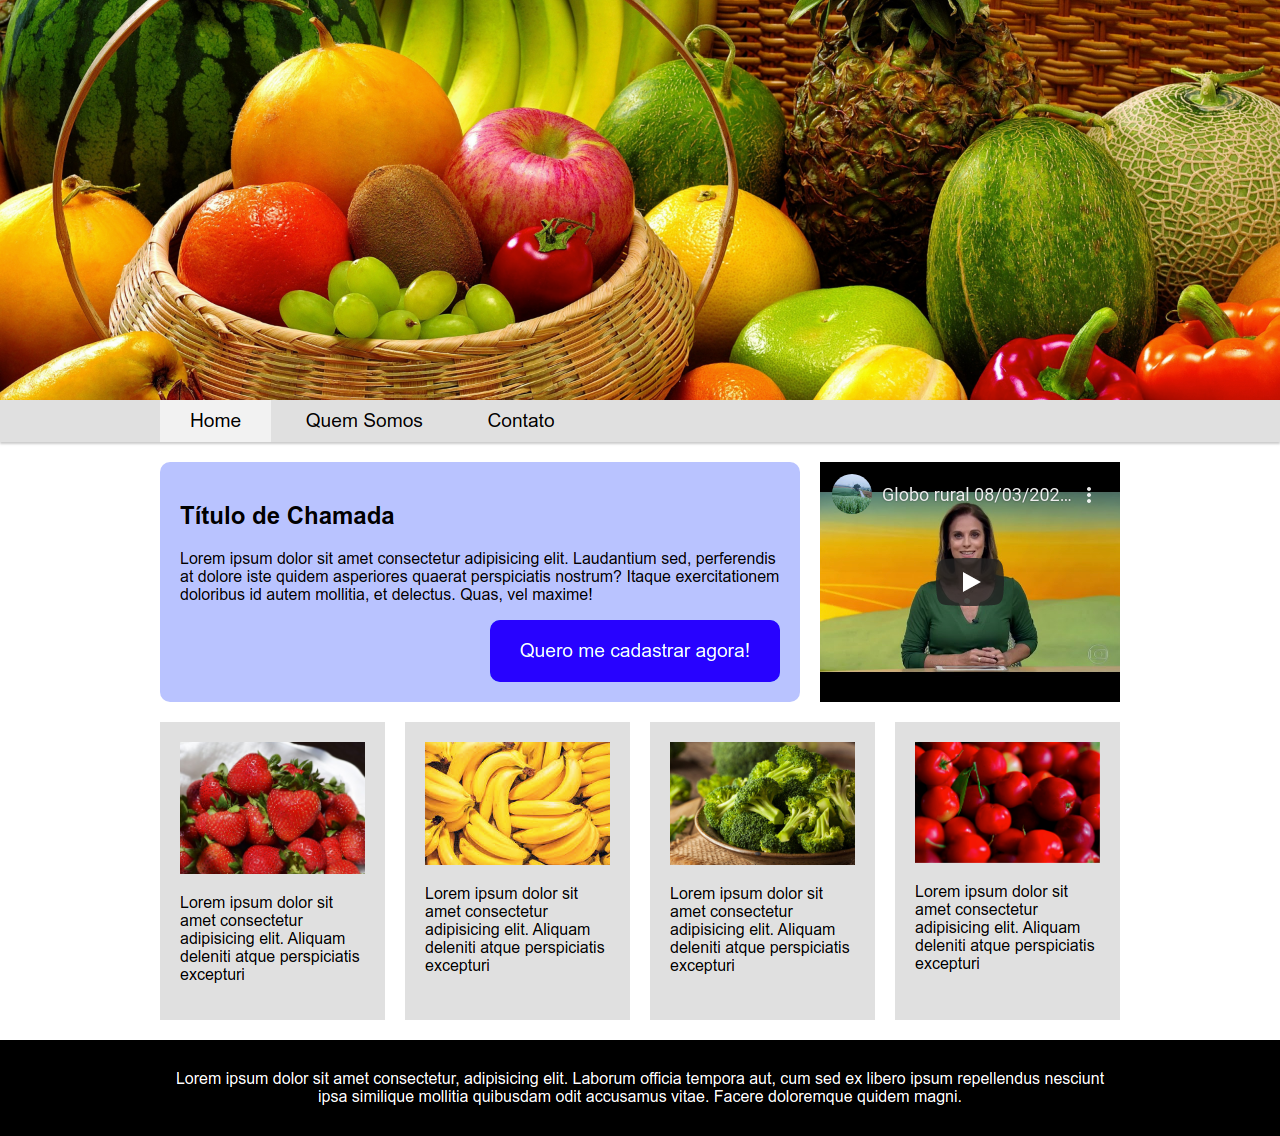 Home
Quem Somos
Contato
Título de Chamada
Lorem ipsum dolor sit amet consectetur adipisicing elit. Laudantium sed, perferendis
at dolore iste quidem asperiores quaerat perspiciatis nostrum? Itaque exercitationem
doloribus id autem mollitia, et delectus. Quas, vel maxime!
Quero me cadastrar agora!
Globo rural 08/03/202...
Lorem ipsum dolor sit
amet consectetur
adipisicing elit. Aliquam
deleniti atque perspiciatis
excepturi
Lorem ipsum dolor sit
amet consectetur
adipisicing elit. Aliquam
deleniti atque perspiciatis
excepturi
Lorem ipsum dolor sit
amet consectetur
adipisicing elit. Aliquam
deleniti atque perspiciatis
excepturi
Lorem ipsum dolor sit
amet consectetur
adipisicing elit. Aliquam
deleniti atque perspiciatis
excepturi
Lorem ipsum dolor sit amet consectetur, adipisicing elit. Laborum officia tempora aut, cum sed ex libero ipsum repellendus nesciunt
ipsa similique mollitia quibusdam odit accusamus vitae. Facere doloremque quidem magni.